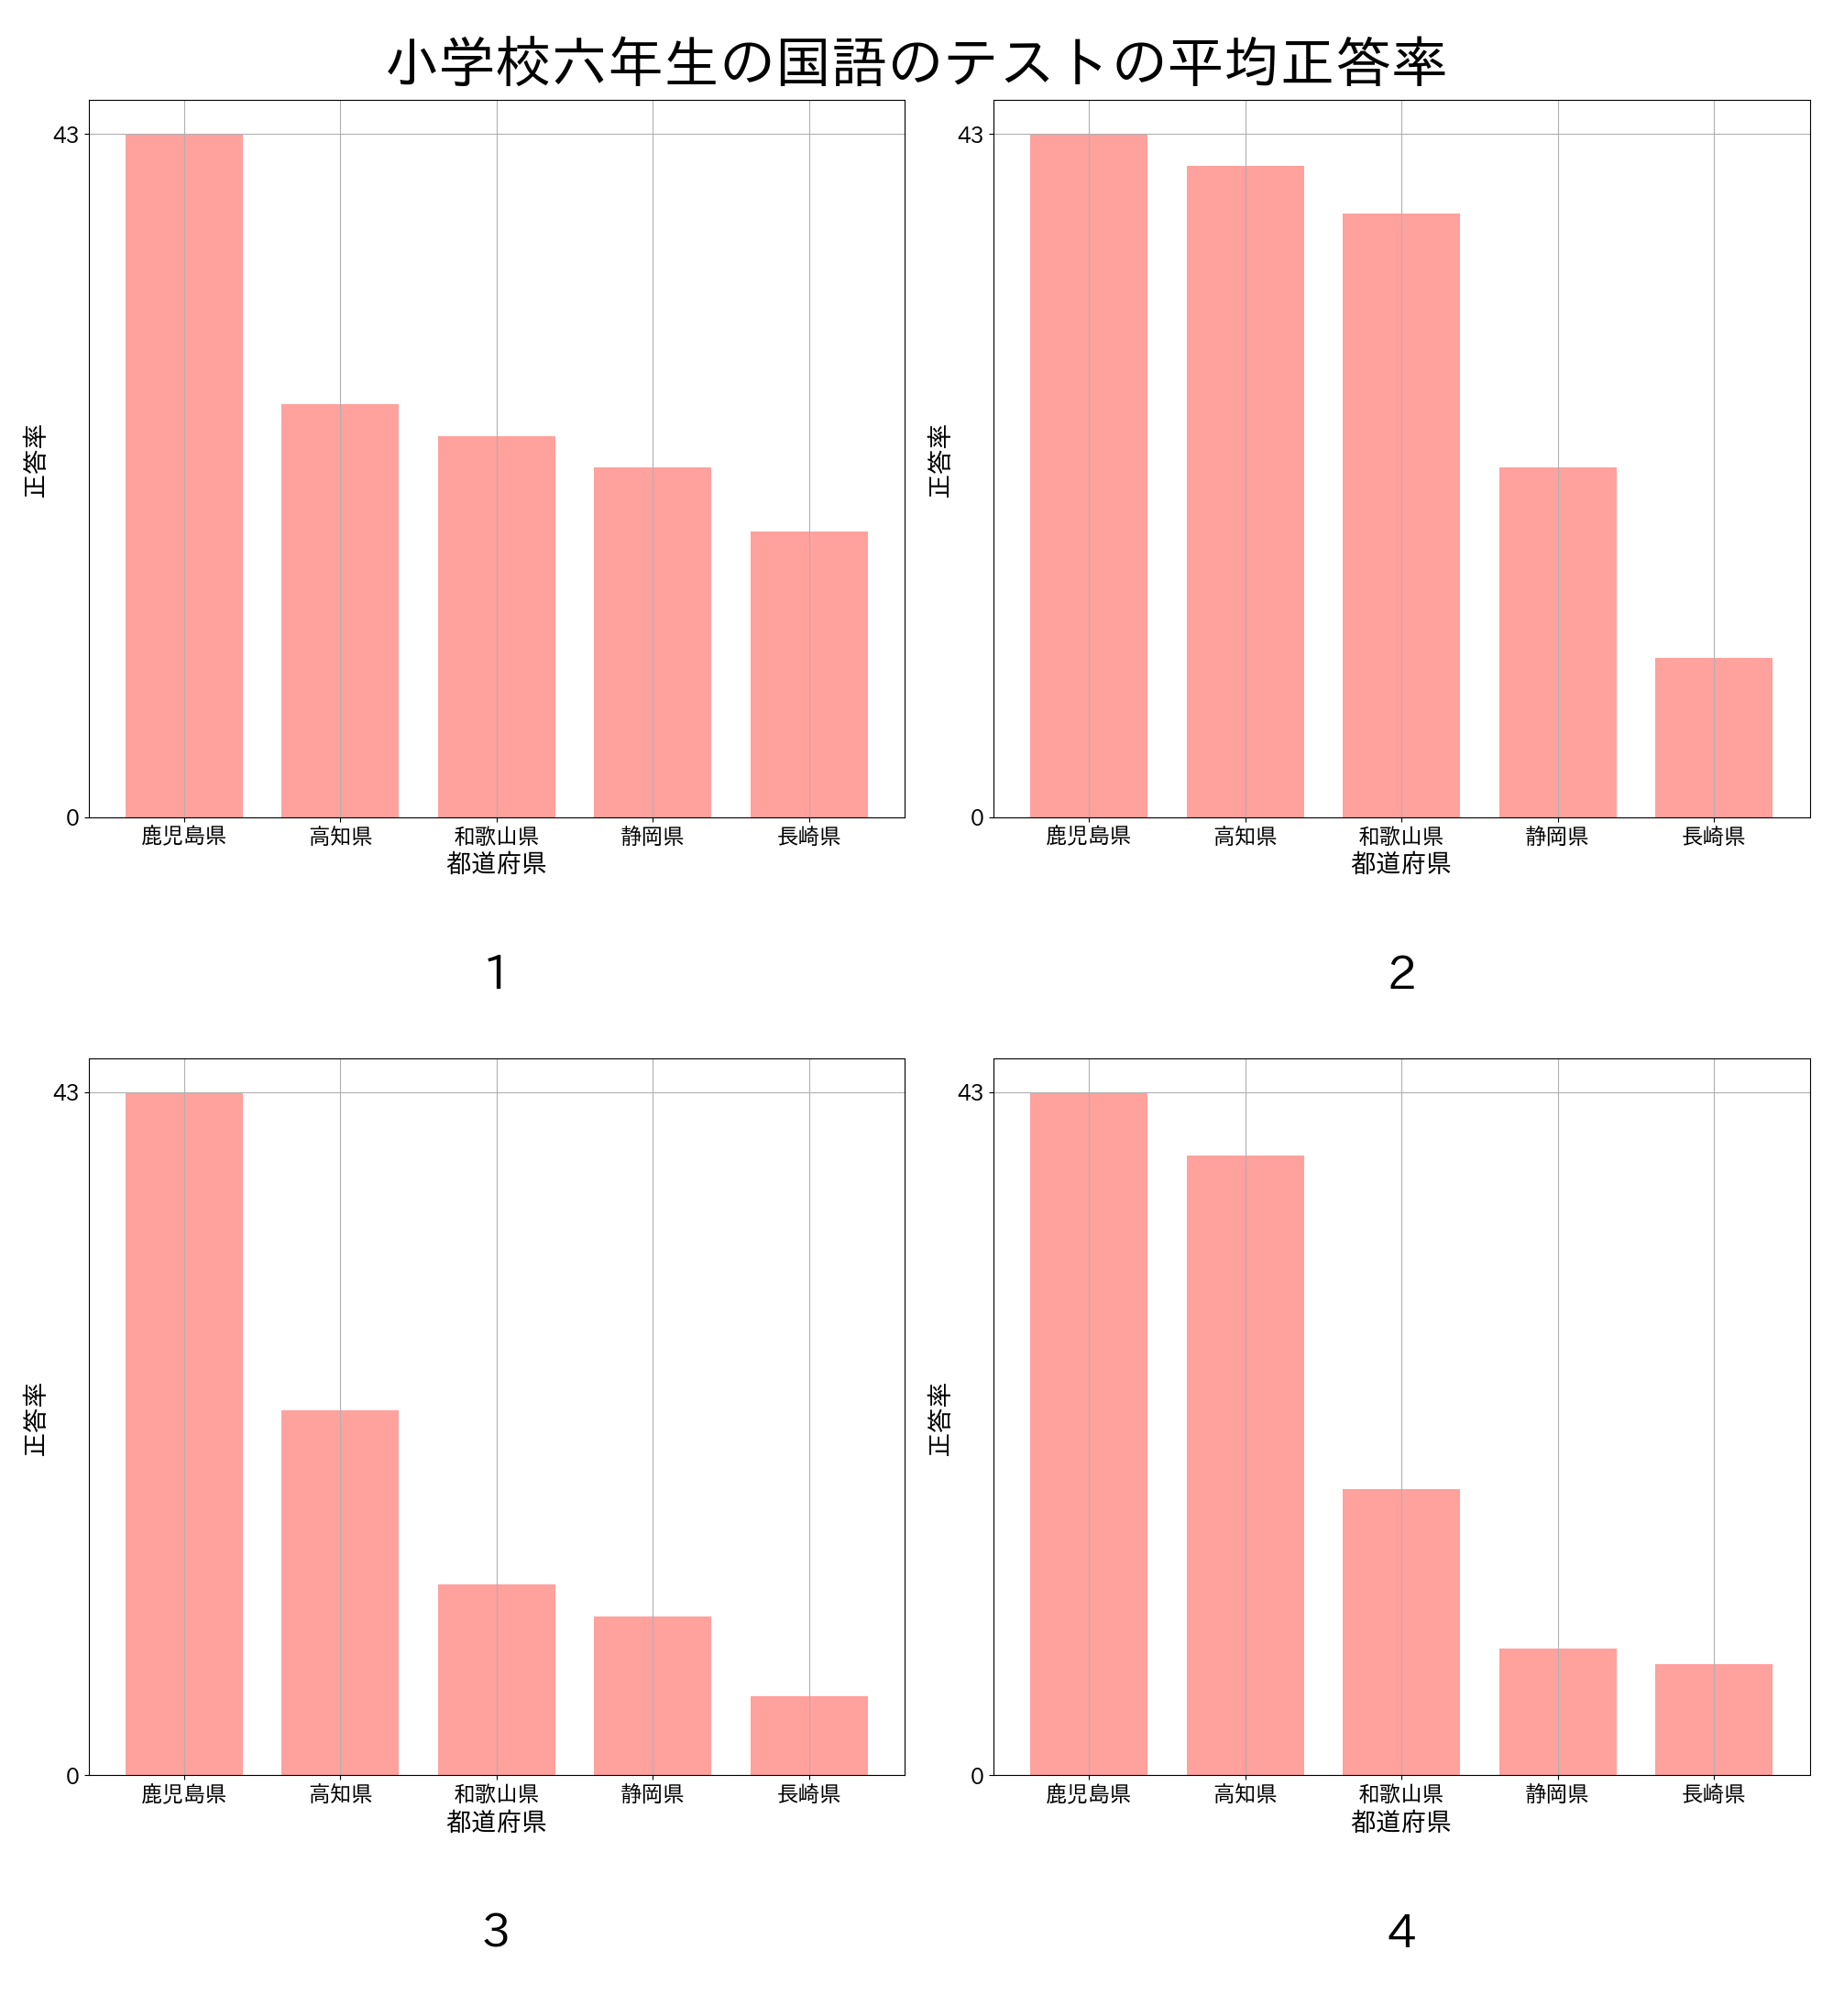 小学校六年生の国語のテストの平均正答率
43
0
正答率
鹿児島県 高知県 和歌山県 静岡県 長崎県
都道府県
1
43
0
正答率
鹿児島県 高知県 和歌山県 静岡県 長崎県
都道府県
2
43
0
正答率
鹿児島県 高知県 和歌山県 静岡県 長崎県
都道府県
3
43
0
正答率
鹿児島県 高知県 和歌山県 静岡県 長崎県
都道府県
4